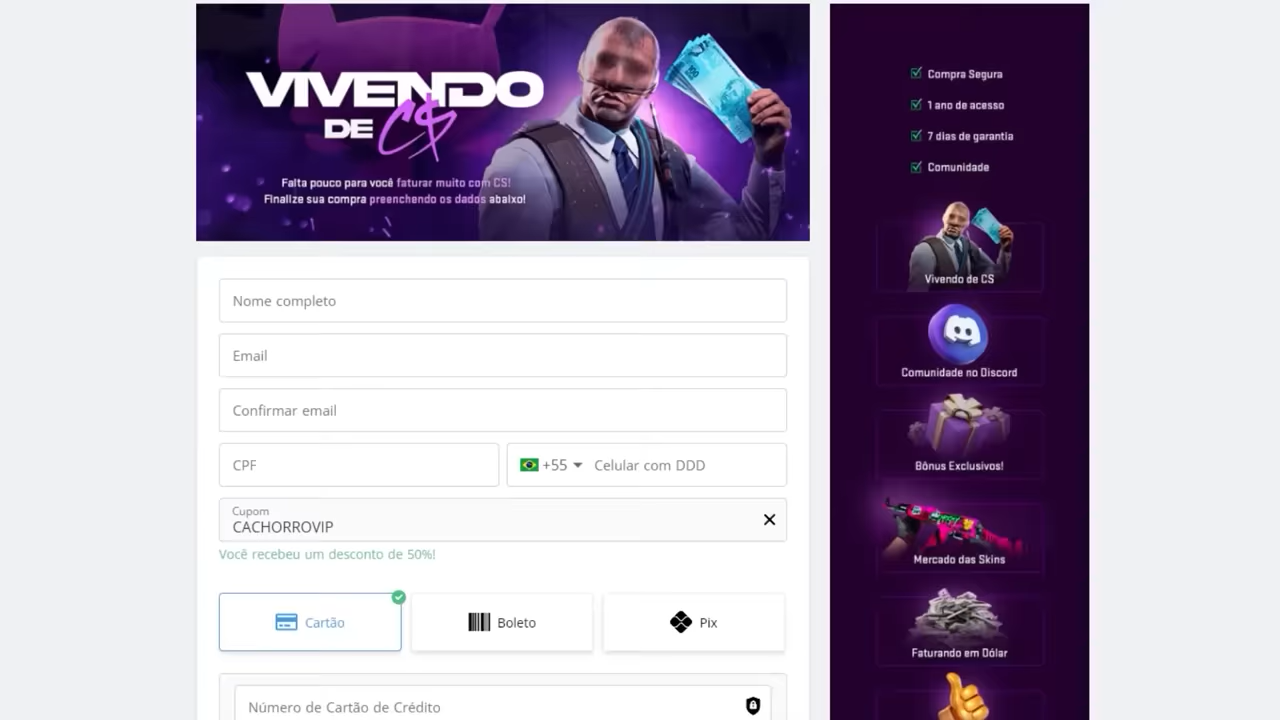 VIVENDO
DE C$
Falta pouco para você faturar muito com CS!
Finalize sua compra preenchendo os dados abaixo!
Nome completo
Email
Confirmar email
CPF
+55 Celular com DDD
Cupom
CACHORROVIP
Você recebeu um desconto de 50%!
Cartão
Boleto
Pix
Número de Cartão de Crédito
Compra Segura
1 ano de acesso
7 dias de garantia
Comunidade
Vivendo de CS
Comunidade no Discord
Bônus Exclusivos!
Mercado das Skins
Faturando em Dólar